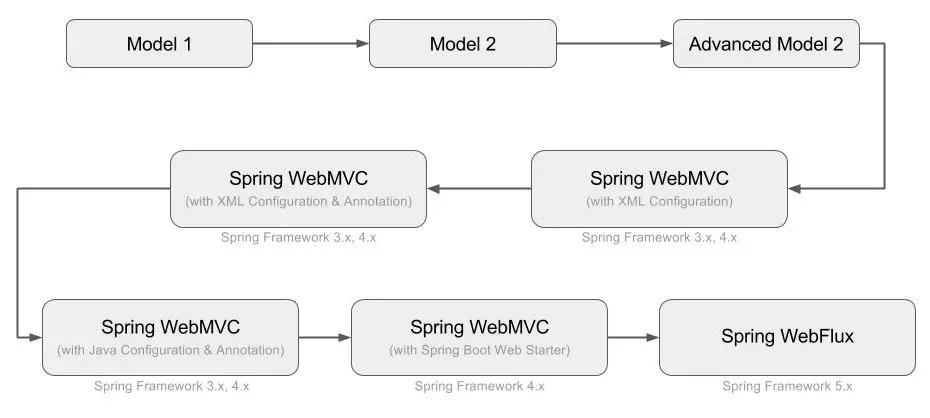 Model 1
Model 2
Advanced Model 2
Spring WebMVC
(with XML Configuration & Annotation)
Spring Framework 3.x, 4.x
Spring WebMVC
(with XML Configuration)
Spring Framework 3.x, 4.x
Spring WebMVC
(with Java Configuration & Annotation)
Spring Framework 3.x, 4.x
Spring WebMVC
(with Spring Boot Web Starter)
Spring Framework 4.x
Spring WebFlux
Spring Framework 5.x